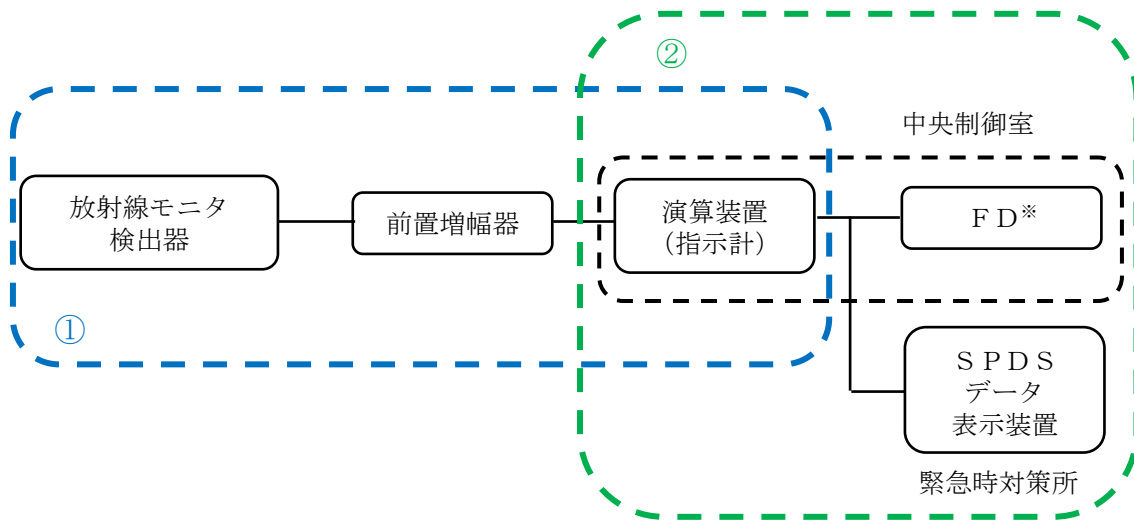 ②
中央制御室
放射線モニタ
検出器
前置増幅器
演算装置
(指示計)
ＦＤ※
①
ＳＰＤＳ
データ
表示装置
緊急時対策所